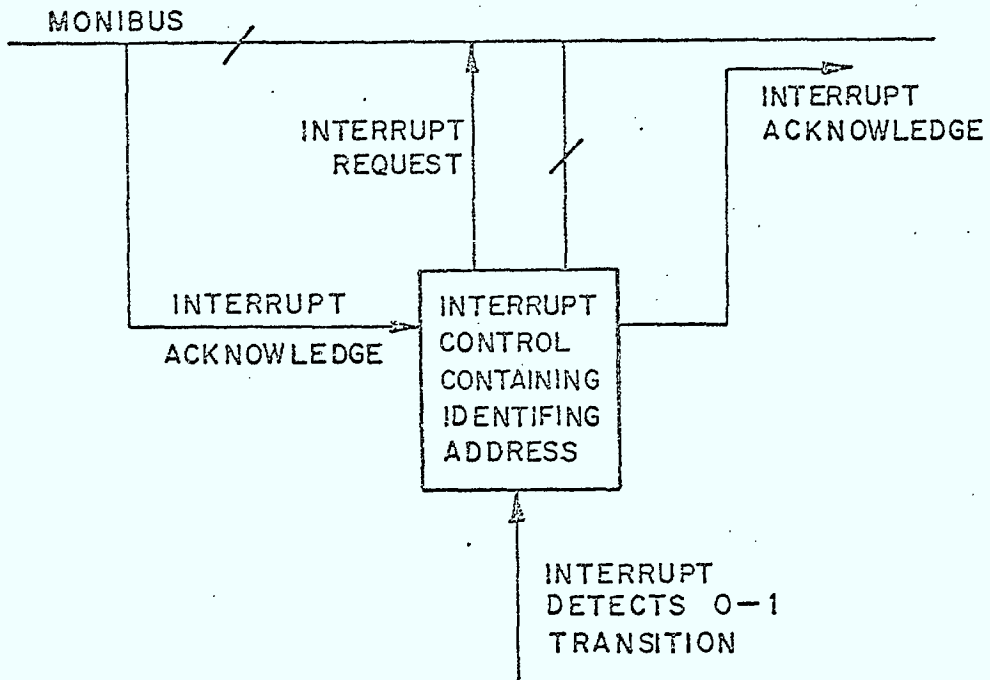 MONIBUS
INTERRUPT
REQUEST
INTERRUPT
ACKNOWLEDGE
INTERRUPT
ACKNOWLEDGE
INTERRUPT
CONTROL
CONTAINING
IDENTIFING
ADDRESS
INTERRUPT
DETECTS 0-1
TRANSITION